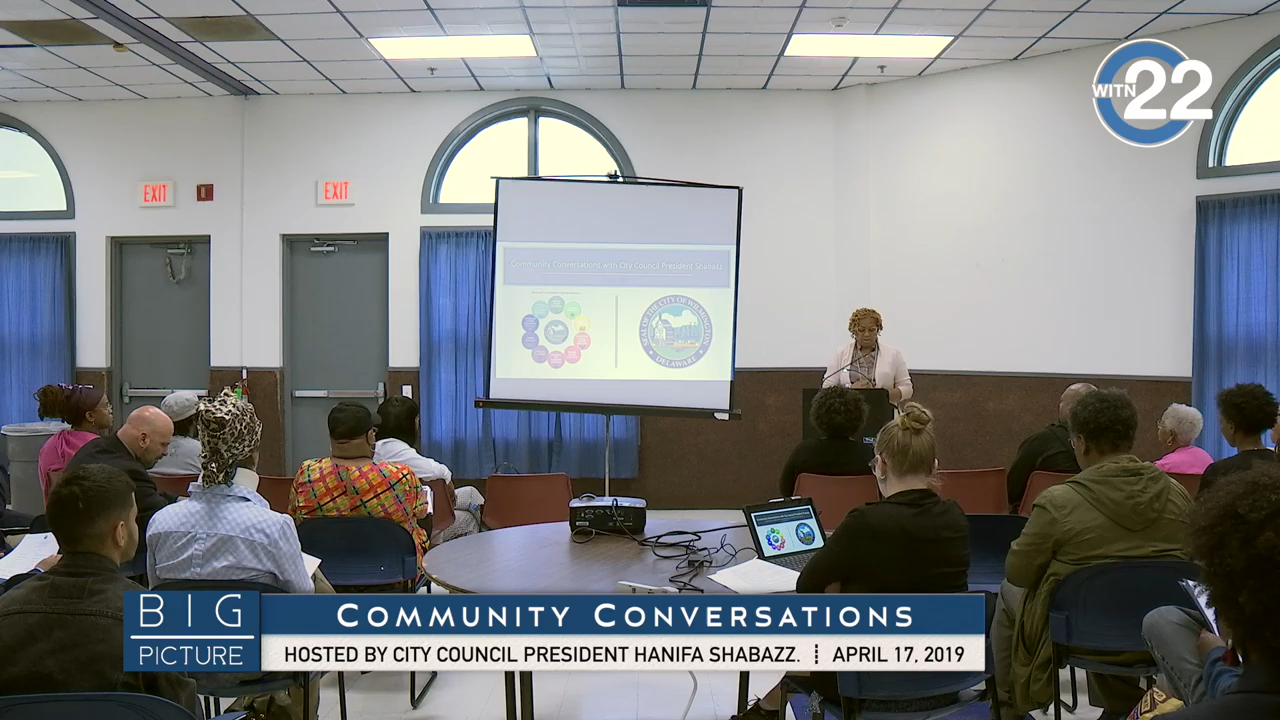 WITN 22
EXIT
EXIT
Community Conversations with City Council President Shabazz
SEAL OF THE CITY OF WILMINGTON
DELAWARE
BIG
PICTURE
COMMUNITY CONVERSATIONS
HOSTED BY CITY COUNCIL PRESIDENT HANIFA SHABAZZ. ┊ APRIL 17, 2019